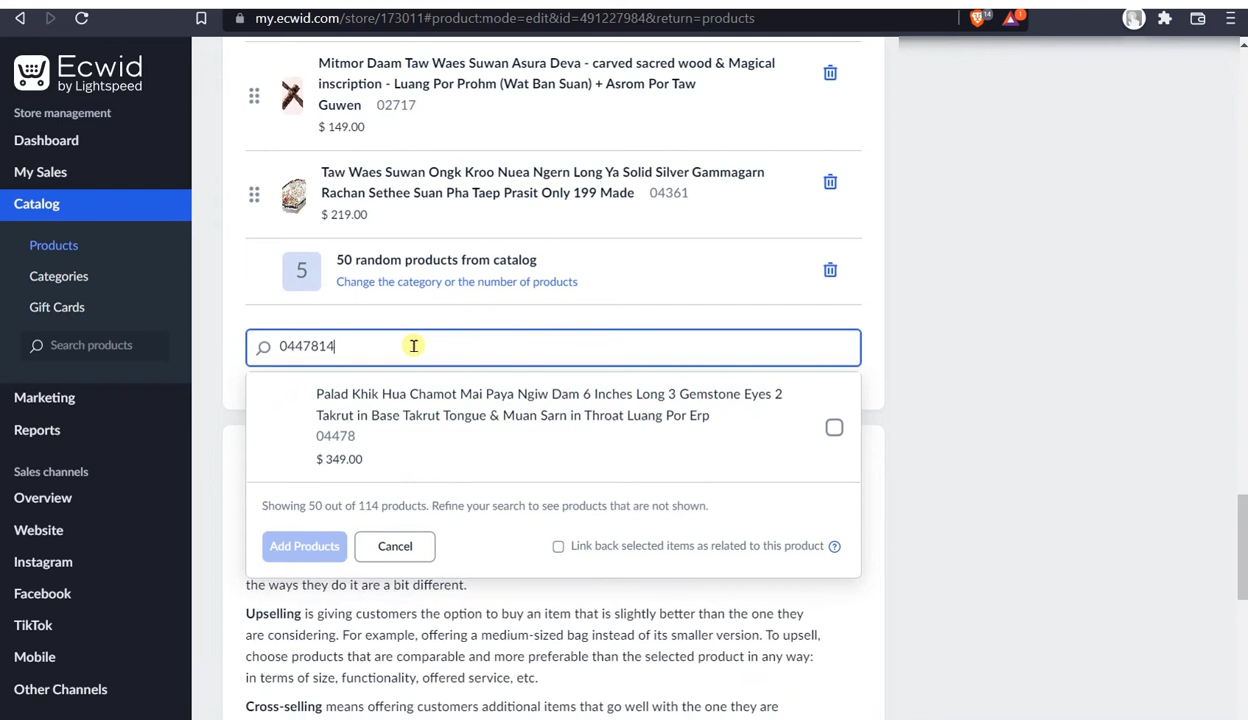 my.ecwid.com/store/173011#product:mode=edit&id=491227984&return=products
14
1
Ecwid
by Lightspeed
Store management
Dashboard
My Sales
Catalog
Products
Categories
Gift Cards
Search products
Marketing
Reports
Sales channels
Overview
Website
Instagram
Facebook
TikTok
Mobile
Other Channels
Mitmor Daam Taw Waes Suwan Asura Deva - carved sacred wood & Magical
inscription - Luang Por Prohm (Wat Ban Suan) + Asrom Por Taw
Guwen 02717
$ 149.00
Taw Waes Suwan Ongk Kroo Nuea Ngern Long Ya Solid Silver Gammagarn
Rachan Sethee Suan Pha Taep Prasit Only 199 Made 04361
$ 219.00
5
50 random products from catalog
Change the category or the number of products
0447814
Palad Khik Hua Chamot Mai Paya Ngiw Dam 6 Inches Long 3 Gemstone Eyes 2
Takrut in Base Takrut Tongue & Muan Sarn in Throat Luang Por Erp
04478
$ 349.00
Showing 50 out of 114 products. Refine your search to see products that are not shown.
Add Products
Cancel
Link back selected items as related to this product ?
the ways they do it are a bit different.
Upselling is giving customers the option to buy an item that is slightly better than the one they
are considering. For example, offering a medium-sized bag instead of its smaller version. To upsell,
choose products that are comparable and more preferable than the selected product in any way:
in terms of size, functionality, offered service, etc.
Cross-selling means offering customers additional items that go well with the one they are